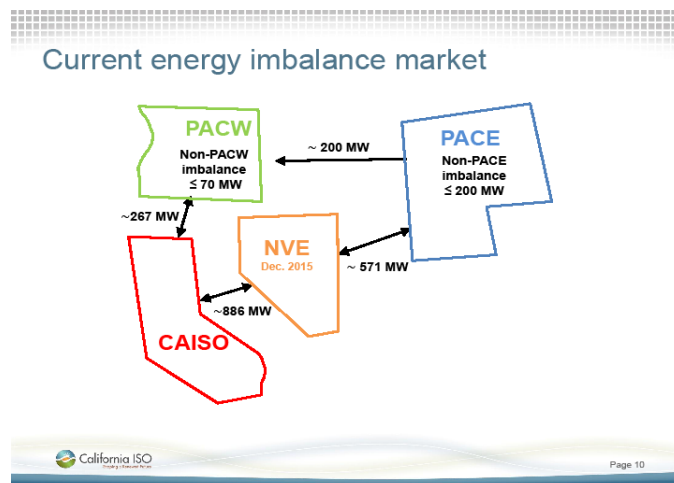 Current energy imbalance market
PACW
Non-PACW
imbalance
≤ 70 MW
~ 200 MW
PACE
Non-PACE
imbalance
≤ 200 MW
~267 MW
NVE
Dec. 2015
~ 571 MW
~886 MW
CAISO
California ISO
Page 10